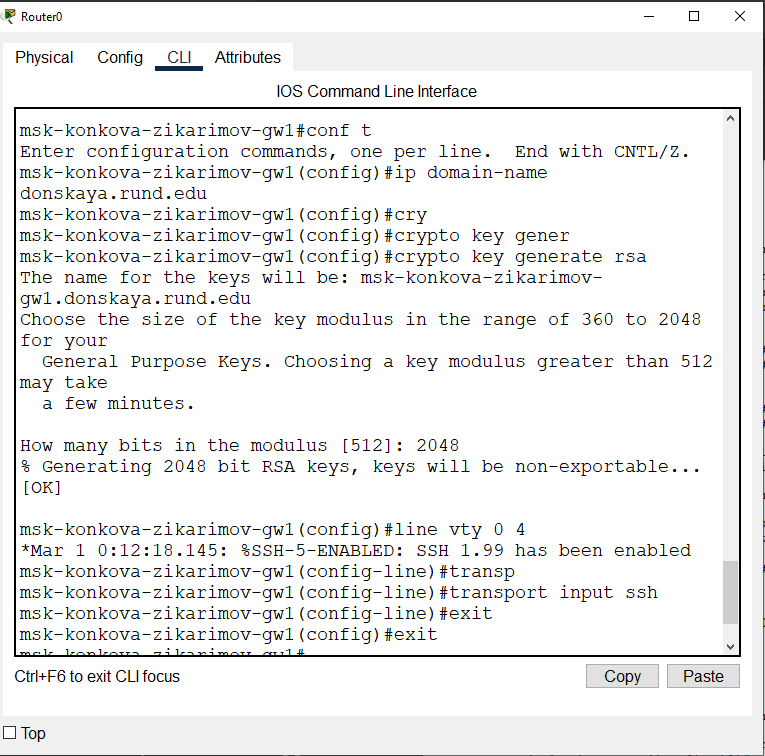 Router0
Physical Config CLI Attributes
IOS Command Line Interface
msk-konkova-zikarimov-gw1#conf t
Enter configuration commands, one per line.  End with CNTL/Z.
msk-konkova-zikarimov-gw1(config)#ip domain-name
donskaya.rund.edu
msk-konkova-zikarimov-gw1(config)#cry
msk-konkova-zikarimov-gw1(config)#crypto key gener
msk-konkova-zikarimov-gw1(config)#crypto key generate rsa
The name for the keys will be: msk-konkova-zikarimov-
gw1.donskaya.rund.edu
Choose the size of the key modulus in the range of 360 to 2048
for your
  General Purpose Keys. Choosing a key modulus greater than 512
may take
  a few minutes.
How many bits in the modulus [512]: 2048
% Generating 2048 bit RSA keys, keys will be non-exportable...
[OK]
msk-konkova-zikarimov-gw1(config)#line vty 0 4
*Mar 1 0:12:18.145: %SSH-5-ENABLED: SSH 1.99 has been enabled
msk-konkova-zikarimov-gw1(config-line)#transp
msk-konkova-zikarimov-gw1(config-line)#transport input ssh
msk-konkova-zikarimov-gw1(config-line)#exit
msk-konkova-zikarimov-gw1(config)#exit
msk-konkova-zikarimov-gw1#
Ctrl+F6 to exit CLI focus
Copy Paste
Top